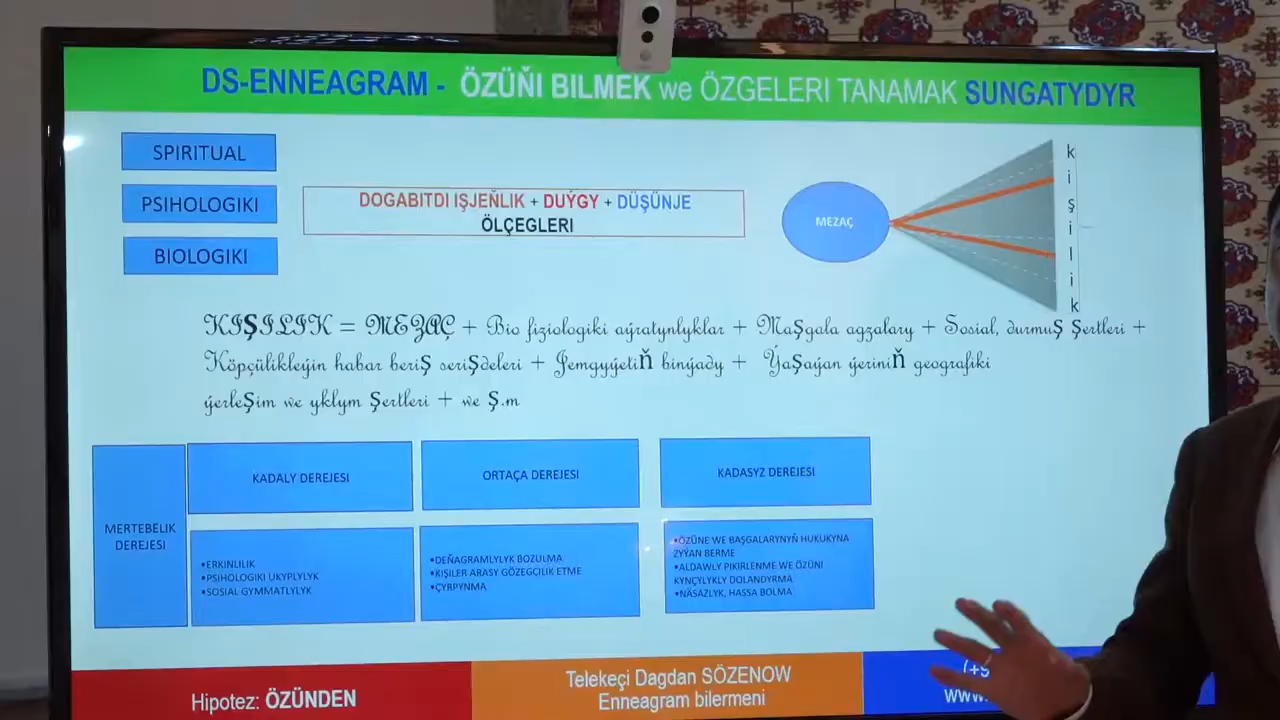 DS-ENNEAGRAM - ÖZÜŇI BILMEK we ÖZGELERI TANAMAK SUNGATYDYR
SPIRITUAL
PSIHOLOGIKI
BIOLOGIKI
DOGABITDI IŞJEŇLIK + DUÝGY + DÜŞÜNJE
ÖLÇEGLERI
MEZAÇ
k
i
ş
i
l
i
k
KIŞILIK = MEZAÇ + Bio fiziologiki aýratynlyklar + Maşgala agzalary + Sosial, durmuş şertleri +
Köpçülikleýin habar beriş serişdeleri + Jemgyýetiň binýady + Ýaşaýan ýeriniň geografiki
ýerleşim we yklym şertleri + we ş.m
MERTEBELIK
DEREJESI
KADALY DEREJESI
ORTAÇA DEREJESI
KADASYZ DEREJESI
•ERKINLILIK
•PSIHOLOGIKI UKYPLYLYK
•SOSIAL GYMMATLYLYK
•DEŇAGRAMLYLYK BOZULMA
•KIŞILER ARASY GÖZEGÇILIK ETME
•ÇYRPYNMA
•ÖZÜNE WE BAŞGALARYNYŇ HUKUKYNA
ZYÝAN BERME
•ALDAWLY PIKIRLENME WE ÖZÜNI
KYNÇYLYKLY DOLANDYRMA
•NÄSAZLYK, HASSA BOLMA
Hipotez: ÖZÜNDEN
Telekeçi Dagdan SÖZENOW
Enneagram bilermeni
(+9
www.